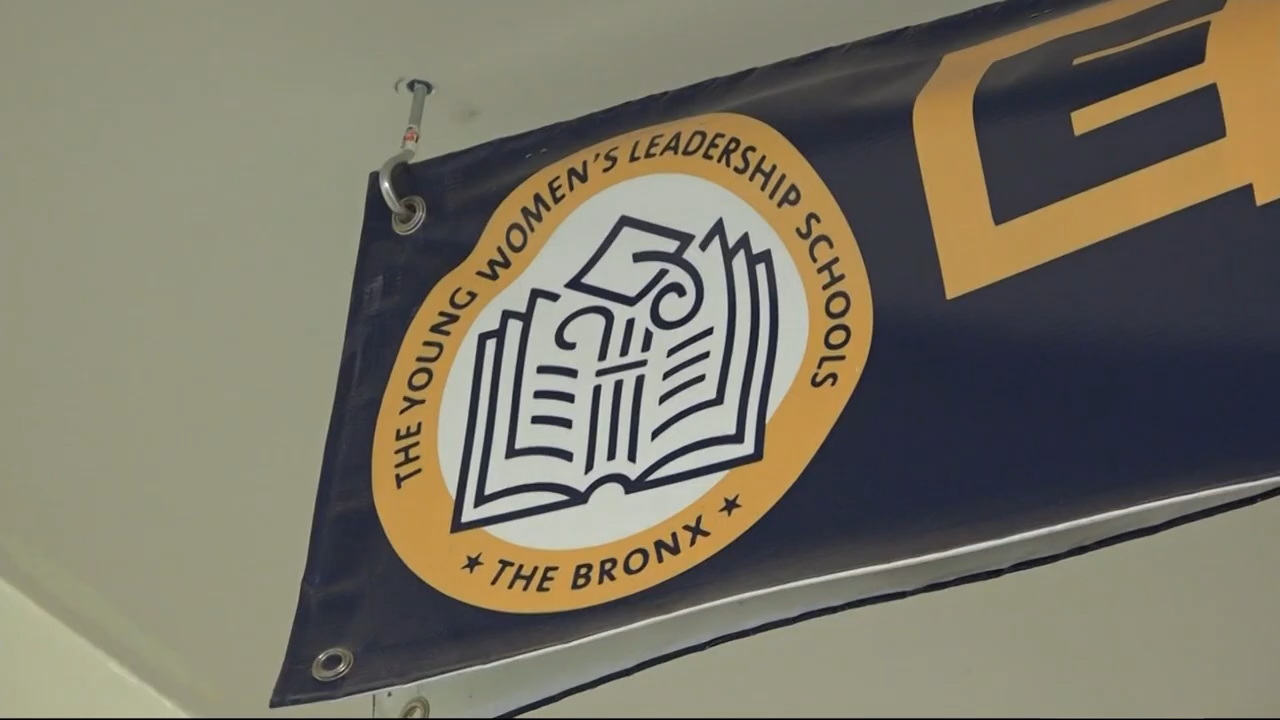 THE YOUNG WOMEN'S LEADERSHIP SCHOOLS
★ THE BRONX ★
E